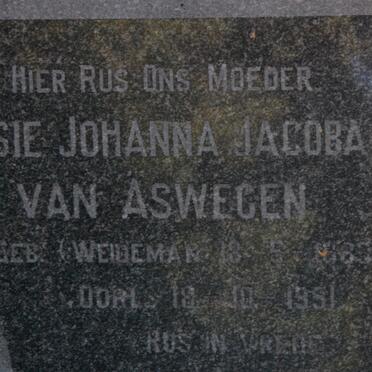 HIER RUS ONS MOEDER
SIE JOHANNA JACOBA
VAN ASWEGEN
GEB. (WEIDEMAN 18 5
OORL. 18 10 1951
RUS IN VREDE